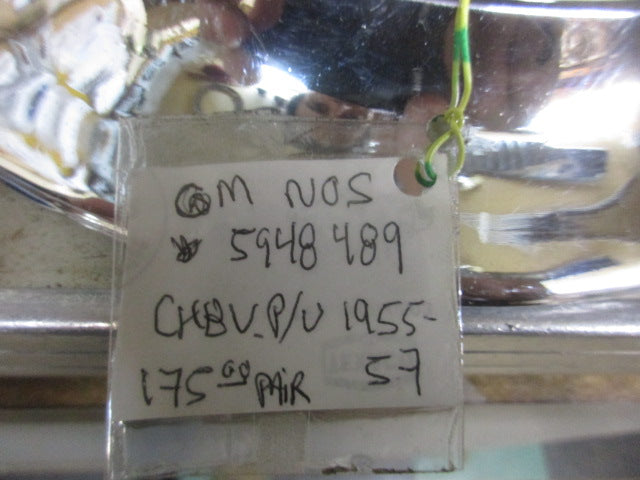 GM NOS
* 5948489
CHEV. P/U 1955-
57
175.00 PAIR